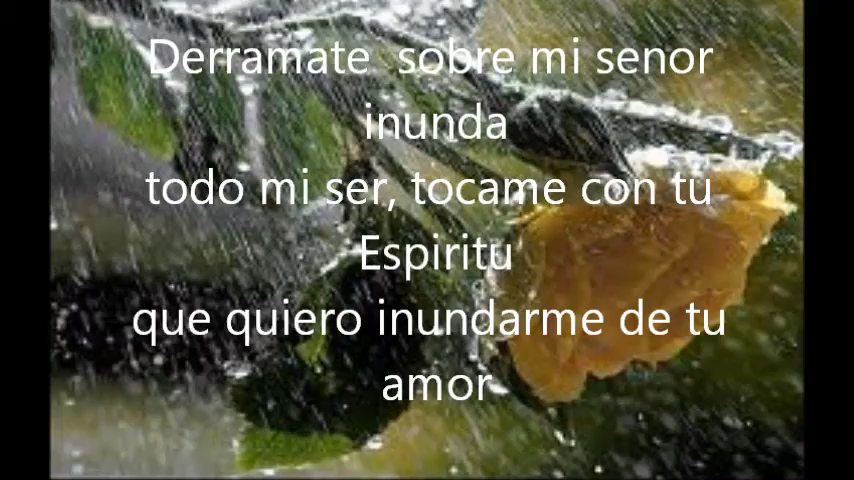 Derramate sobre mi senor
inunda
todo mi ser, tocame con tu
Espiritu
que quiero inundarme de tu
amor